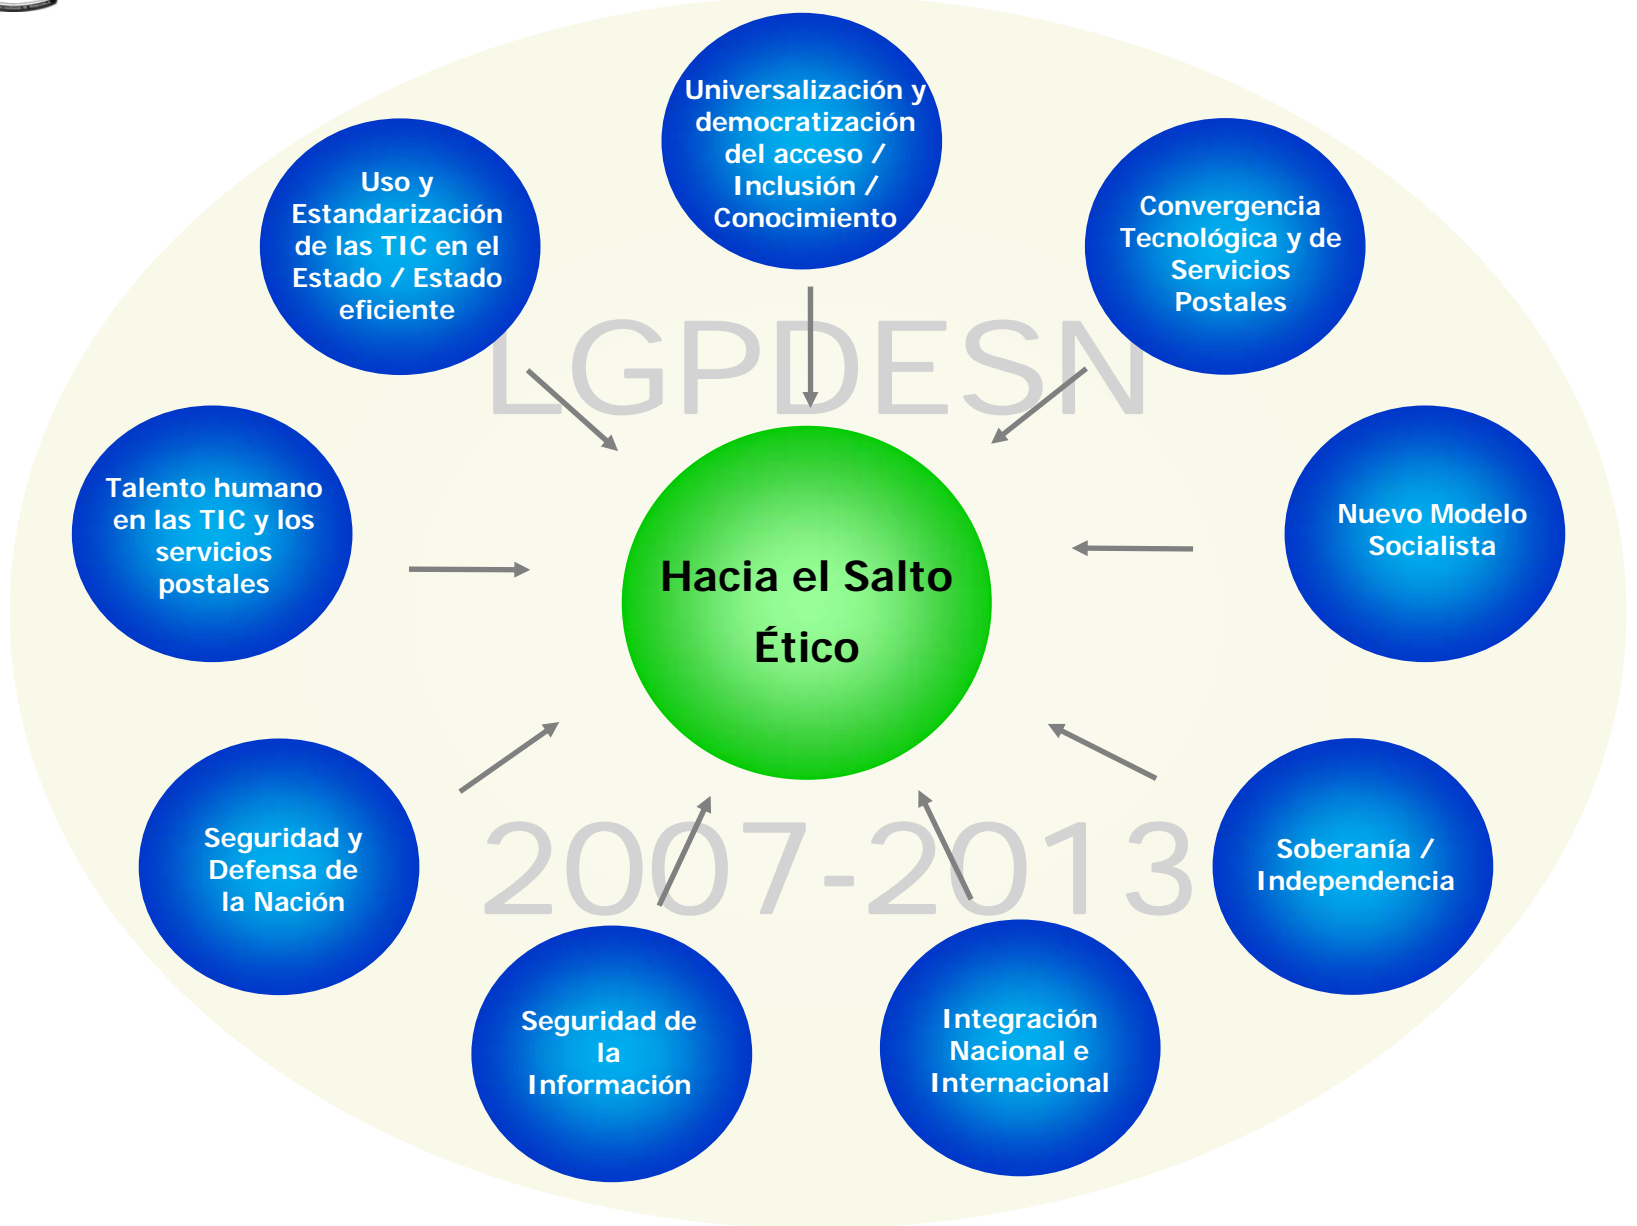 Universalización y
democratización
del acceso /
Inclusión /
Conocimiento
Uso y
Estandarización
de las TIC en el
Estado / Estado
eficiente
Convergencia
Tecnológica y de
Servicios
Postales
LGPDESN
Talento humano
en las TIC y los
servicios
postales
Hacia el Salto
Ético
Nuevo Modelo
Socialista
Seguridad y
Defensa de
la Nación
2007-2013
Soberanía /
Independencia
Seguridad de
la
Información
Integración
Nacional e
Internacional